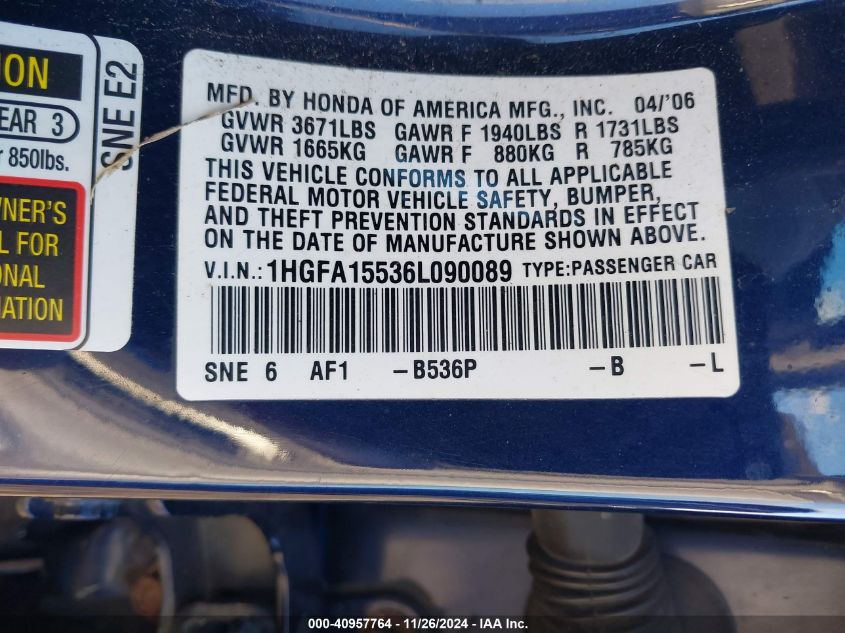 ION
EAR 3
r 850lbs.
NER'S
L FOR
ONAL
ATION
SNE E2
MFD. BY HONDA OF AMERICA MFG., INC. 04/'06
GVWR 3671LBS GAWR F 1940LBS R 1731LBS
GVWR 1665KG GAWR F 880KG R 785KG
THIS VEHICLE CONFORMS TO ALL APPLICABLE
FEDERAL MOTOR VEHICLE SAFETY, BUMPER,
AND THEFT PREVENTION STANDARDS IN EFFECT
ON THE DATE OF MANUFACTURE SHOWN ABOVE.
V.I.N.: 1HGFA15536L090089 TYPE:PASSENGER CAR
SNE 6 AF1 -B536P -B -L
000-40957764 - 11/26/2024 - IAA Inc.